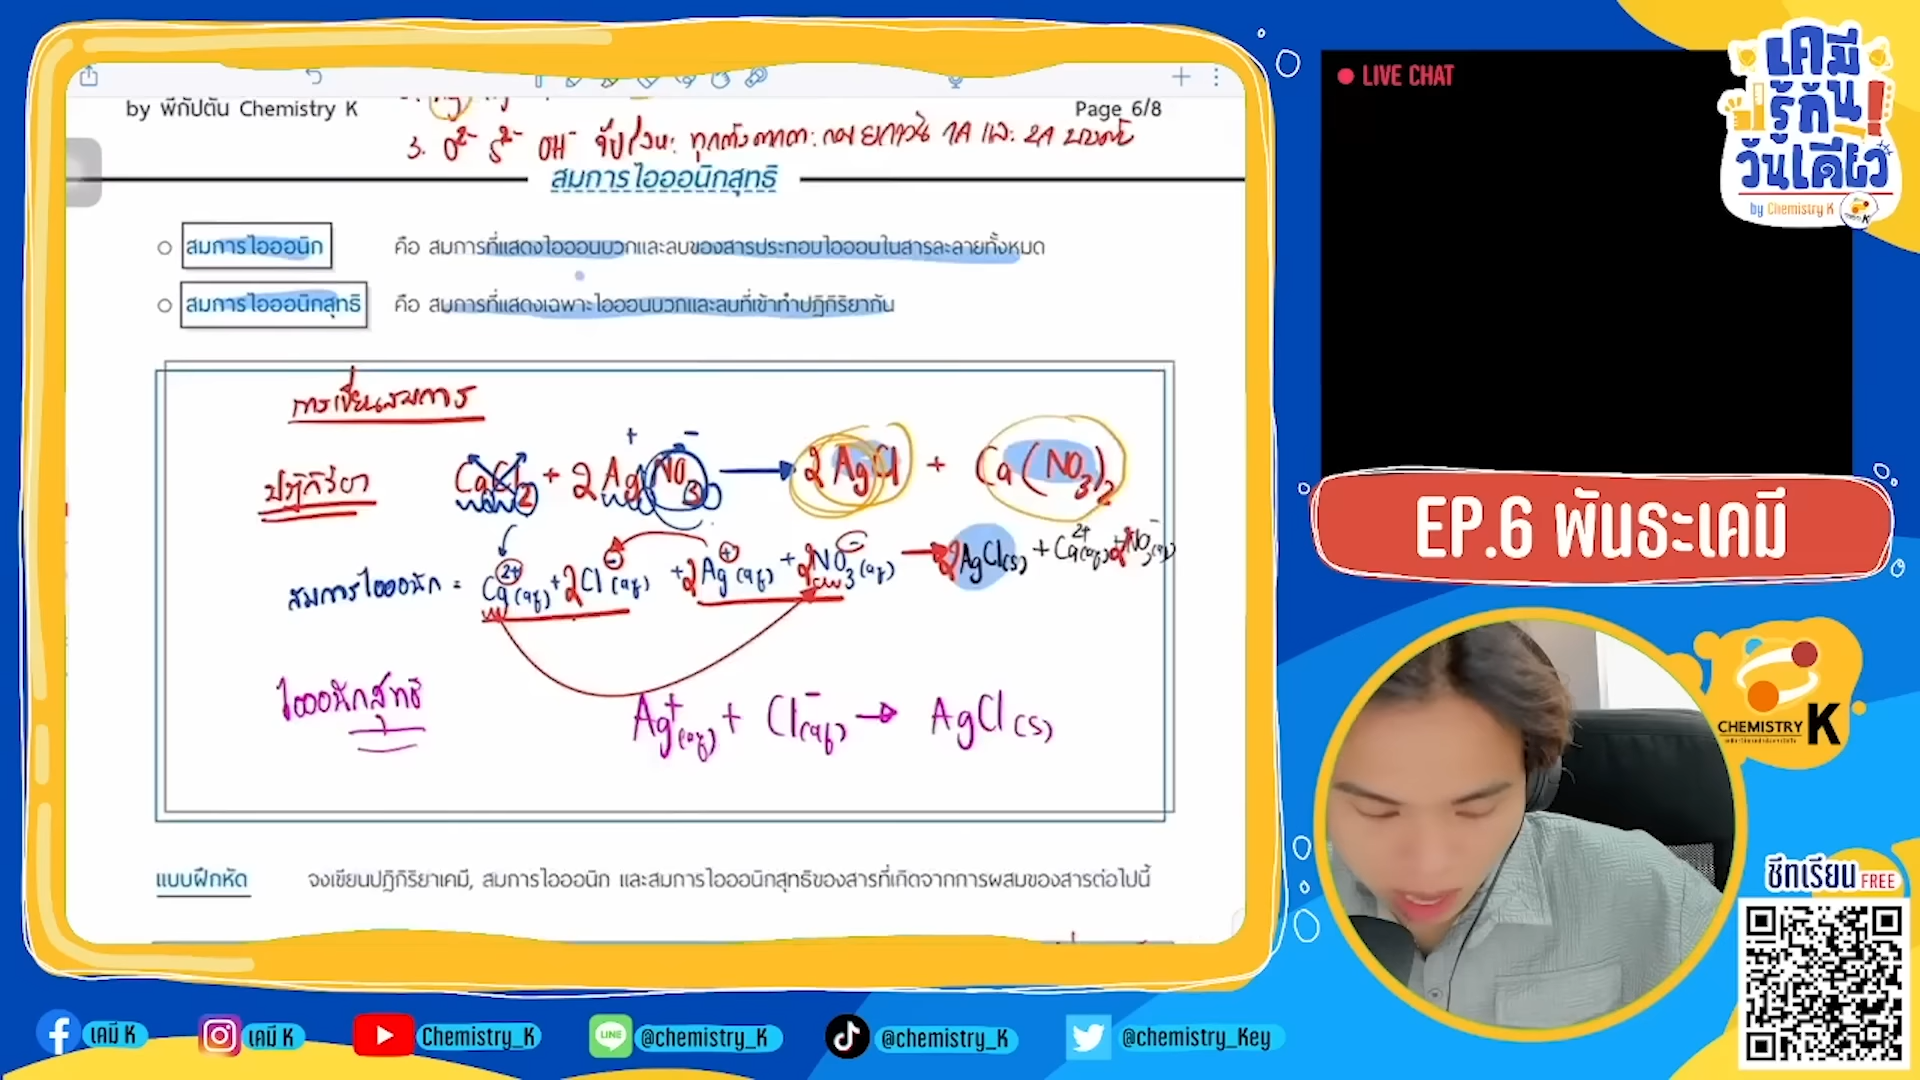 by พี่กัปตัน Chemistry K
Page 6/8
3. O²⁻ S²⁻ OH⁻ 1A และ 2A
สมการไอออนิกสุทธิ
สมการไอออนิก คือ สมการที่แสดงไอออนบวกและลบของสารประกอบไอออนในสารละลายทั้งหมด
สมการไอออนิกสุทธิ คือ สมการที่แสดงเฉพาะไอออนบวกและลบที่เข้าทำปฏิกิริยากัน
การเขียนสมการ
ปฏิกิริยา CaCl₂ + 2AgNO₃ → 2AgCl + Ca(NO₃)₂
สมการไอออนิก = Ca²⁺(aq) + 2Cl⁻(aq) + 2Ag⁺(aq) + 2NO₃⁻(aq) → 2AgCl(s) + Ca²⁺(aq) + 2NO₃⁻(aq)
ไอออนิกสุทธิ Ag⁺(aq) + Cl⁻(aq) → AgCl(s)
แบบฝึกหัด จงเขียนปฏิกิริยาเคมี, สมการไอออนิก และสมการไอออนิกสุทธิของสารที่เกิดจากการผสมของสารต่อไปนี้
LIVE CHAT
เคมี
รู้กัน
วันเดียว!
by Chemistry K
EP.6 พันธะเคมี
CHEMISTRY K
ชีทเรียน FREE
เคมี K
เคมี K
Chemistry_K
LINE
@chemistry_K
@chemistry_K
@chemistry_Key